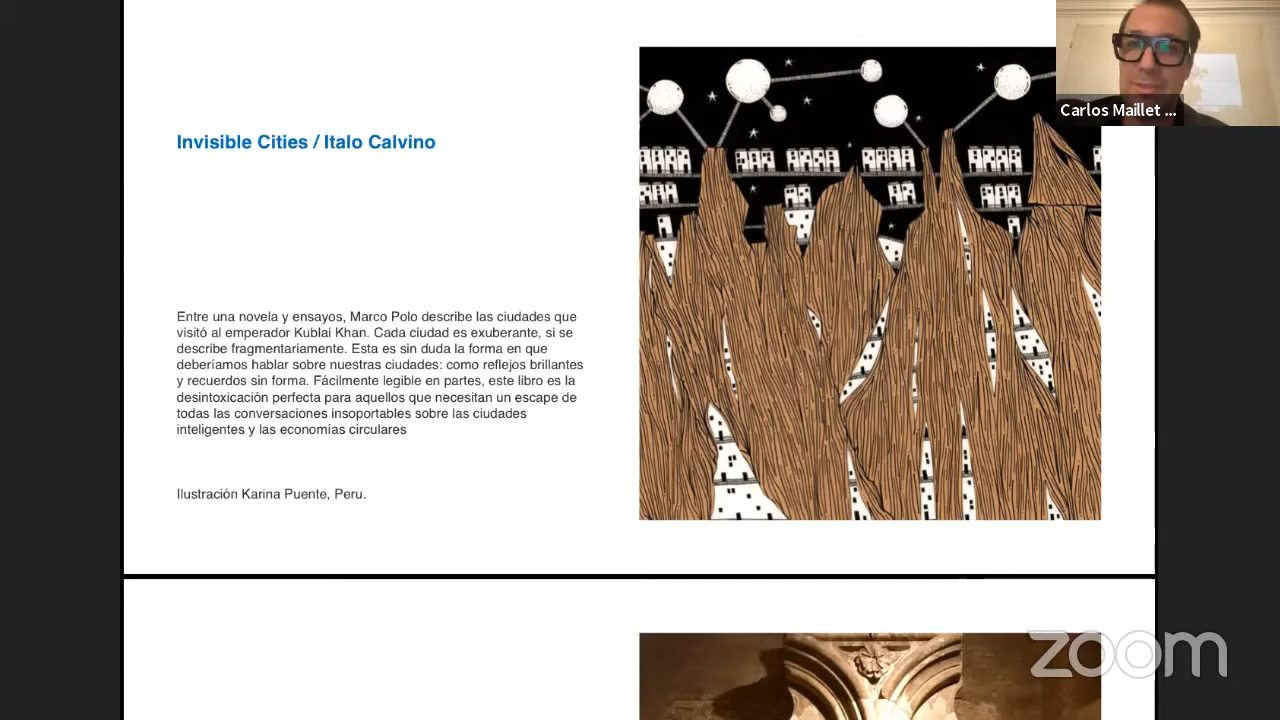 Carlos Maillet ...
Invisible Cities / Italo Calvino
Entre una novela y ensayos, Marco Polo describe las ciudades que
visitó al emperador Kublai Khan. Cada ciudad es exuberante, si se
describe fragmentariamente. Esta es sin duda la forma en que
deberíamos hablar sobre nuestras ciudades: como reflejos brillantes
y recuerdos sin forma. Fácilmente legible en partes, este libro es la
desintoxicación perfecta para aquellos que necesitan un escape de
todas las conversaciones insoportables sobre las ciudades
inteligentes y las economías circulares
Ilustración Karina Puente, Peru.
zoom